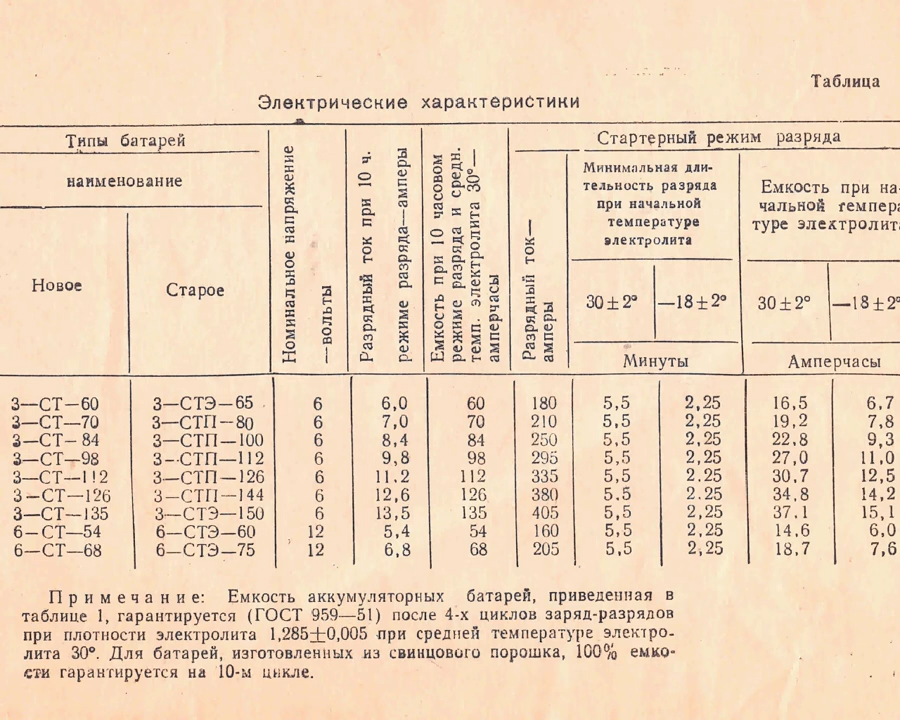 Таблица
Электрические характеристики
Типы батарей
наименование
Новое
Старое
Номинальное напряжение
—вольты
Разрядный ток при 10 ч.
режиме разряда—амперы
Емкость при 10 часовом
режиме разряда и средн.
темп. электролита 30°—
амперчасы
Стартерный режим разряда
Разрядный ток—
амперы
Минимальная дли-
тельность разряда
при начальной
температуре
электролита
30±2° —18±2°
Минуты
Емкость при на-
чальной темпера
туре электролита
30±2° —18±2°
Амперчасы
3—СТ—60 3—СТЭ—65 6 6,0 60 180 5,5 2,25 16,5 6,7
3—СТ—70 3—СТП—80 6 7,0 70 210 5,5 2,25 19,2 7,8
3—СТ—84 3—СТП—100 6 8,4 84 250 5,5 2,25 22,8 9,3
3—СТ—98 3—СТП—112 6 9,8 98 295 5,5 2,25 27,0 11,0
3—СТ—112 3—СТП—126 6 11.2 112 335 5,5 2.25 30,7 12,5
3—СТ—126 3—СТП—144 6 12,6 126 380 5.5 2.25 34,8 14,2
3—СТ—135 3—СТЭ—150 6 13,5 135 405 5,5 2,25 37,1 15,1
6—СТ—54 6—СТЭ—60 12 5,4 54 160 5,5 2,25 14,6 6,0
6—СТ—68 6—СТЭ—75 12 6,8 68 205 5,5 2,25 18,7 7,6
Примечание: Емкость аккумуляторных батарей, приведенная в
таблице 1, гарантируется (ГОСТ 959—51) после 4-х циклов заряд-разрядов
при плотности электролита 1,285±0,005 при средней температуре электро-
лита 30°. Для батарей, изготовленных из свинцового порошка, 100% емко-
сти гарантируется на 10-м цикле.